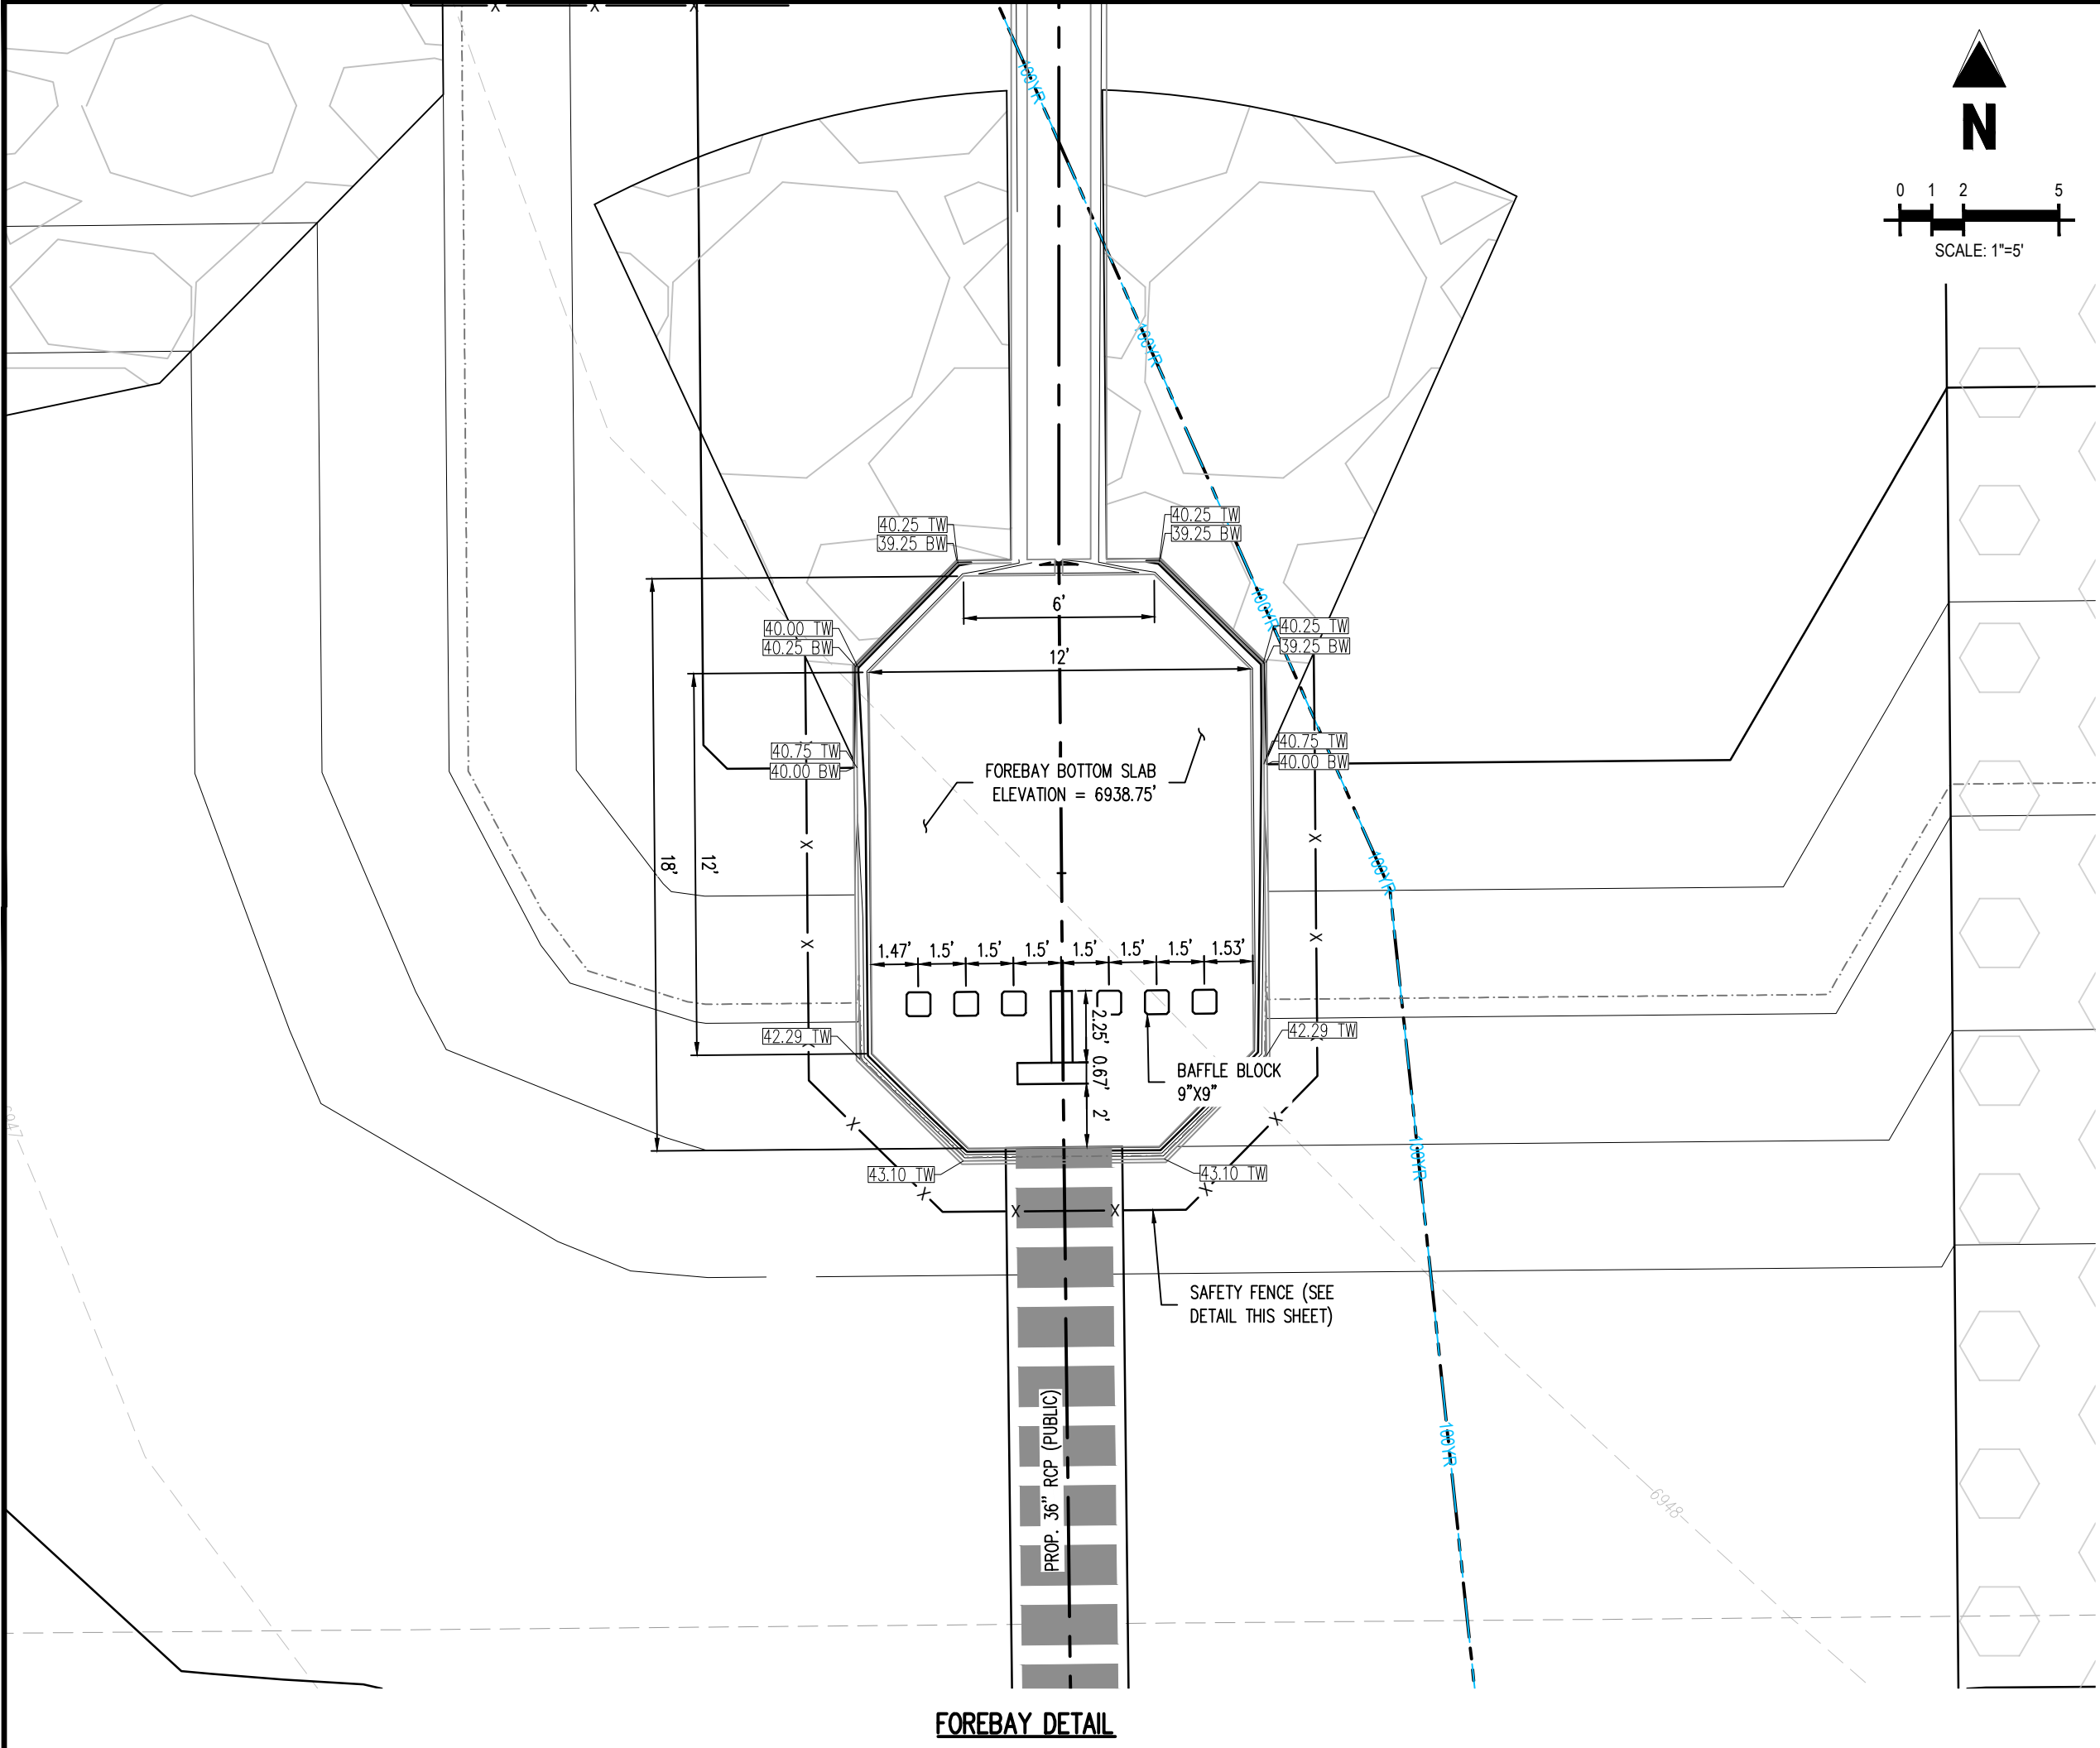 X X X
100YR
N
0 1 2 5
SCALE: 1"=5'
100YR
40.25 TW
39.25 BW
40.25 TW
39.25 BW
100YR
6'
40.00 TW
40.25 BW
40.25 TW
39.25 BW
12'
40.75 TW
40.00 BW
40.75 TW
40.00 BW
FOREBAY BOTTOM SLAB
ELEVATION = 6938.75'
18'
12'
X
X
100YR
X
X
1.47' 1.5' 1.5' 1.5' 1.5' 1.5' 1.5' 1.53'
42.29 TW
42.29 TW
2.25'
0.67'
2'
BAFFLE BLOCK
9"X9"
X
X
6947
100YR
43.10 TW
43.10 TW
X
X
X
X
SAFETY FENCE (SEE
DETAIL THIS SHEET)
PROP. 36" RCP (PUBLIC)
100YR
6948
FOREBAY DETAIL